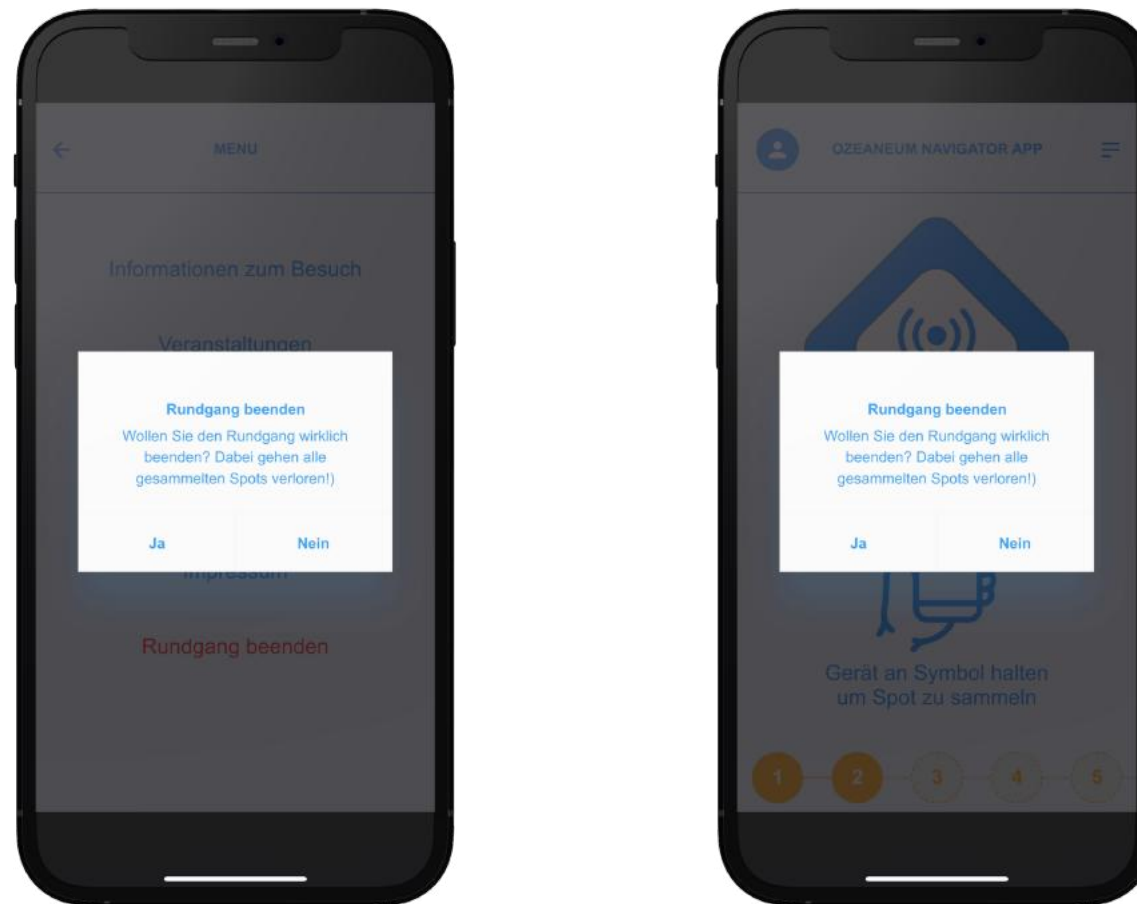 MENU
Informationen zum Besuch
Veranstaltungen
Rundgang beenden
Wollen Sie den Rundgang wirklich
beenden? Dabei gehen alle
gesammelten Spots verloren!)
Ja Nein
Impressum
Rundgang beenden
OZEANEUM NAVIGATOR APP
Rundgang beenden
Wollen Sie den Rundgang wirklich
beenden? Dabei gehen alle
gesammelten Spots verloren!)
Ja Nein
Gerät an Symbol halten
um Spot zu sammeln
1 2 3 4 5